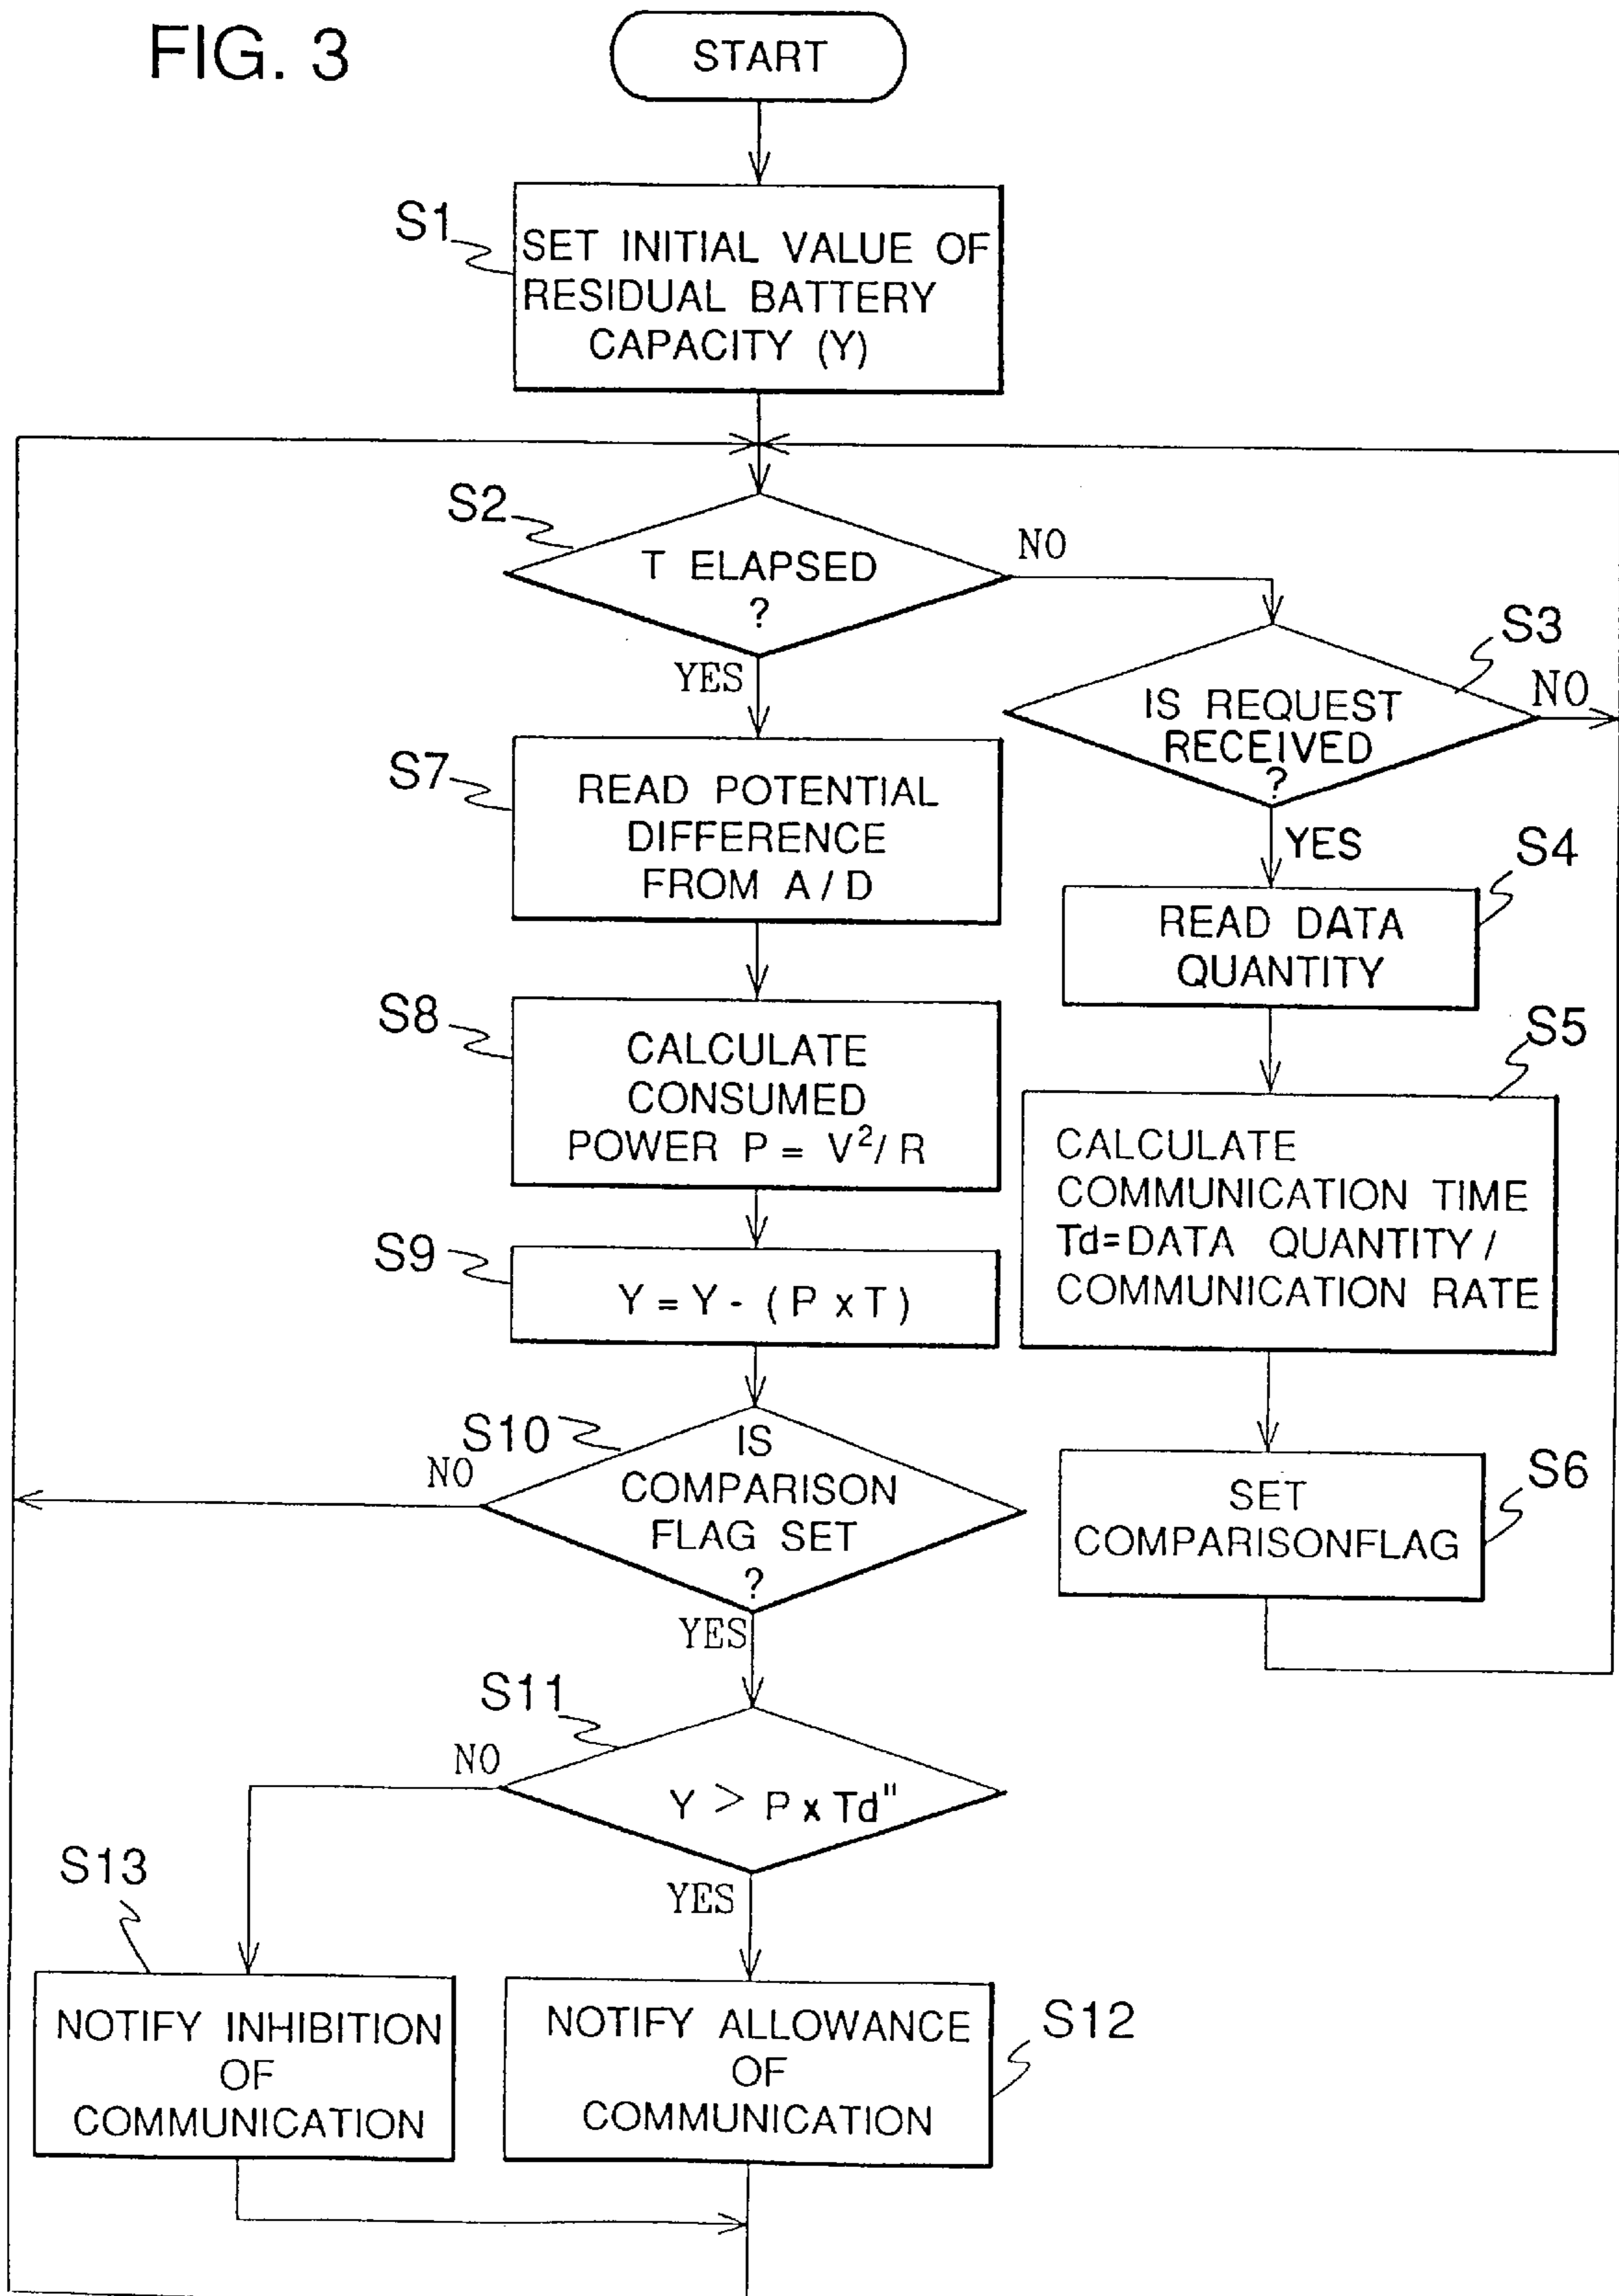 FIG. 3
START
S1
SET INITIAL VALUE OF
RESIDUAL BATTERY
CAPACITY (Y)
S2
T ELAPSED
?
NO
YES
S3
IS REQUEST
RECEIVED
?
NO
YES
S4
READ DATA
QUANTITY
S5
CALCULATE
COMMUNICATION TIME
Td=DATA QUANTITY /
COMMUNICATION RATE
S6
SET
COMPARISONFLAG
S7
READ POTENTIAL
DIFFERENCE
FROM A / D
S8
CALCULATE
CONSUMED
POWER P = V²/ R
S9
Y = Y - ( P x T )
S10
IS
COMPARISON
FLAG SET
?
NO
YES
S11
Y > P x Td"
NO
YES
S13
NOTIFY INHIBITION
OF
COMMUNICATION
S12
NOTIFY ALLOWANCE
OF
COMMUNICATION